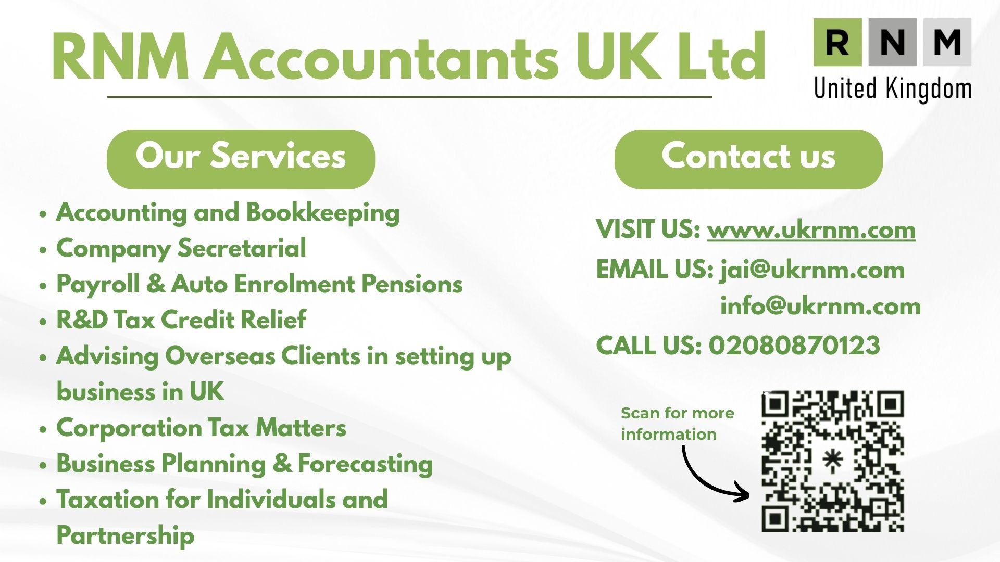 RNM Accountants UK Ltd
R N M
United Kingdom
Our Services
• Accounting and Bookkeeping
• Company Secretarial
• Payroll & Auto Enrolment Pensions
• R&D Tax Credit Relief
• Advising Overseas Clients in setting up
business in UK
• Corporation Tax Matters
• Business Planning & Forecasting
• Taxation for Individuals and
Partnership
Contact us
VISIT US: www.ukrnm.com
EMAIL US: jai@ukrnm.com
info@ukrnm.com
CALL US: 02080870123
Scan for more
information